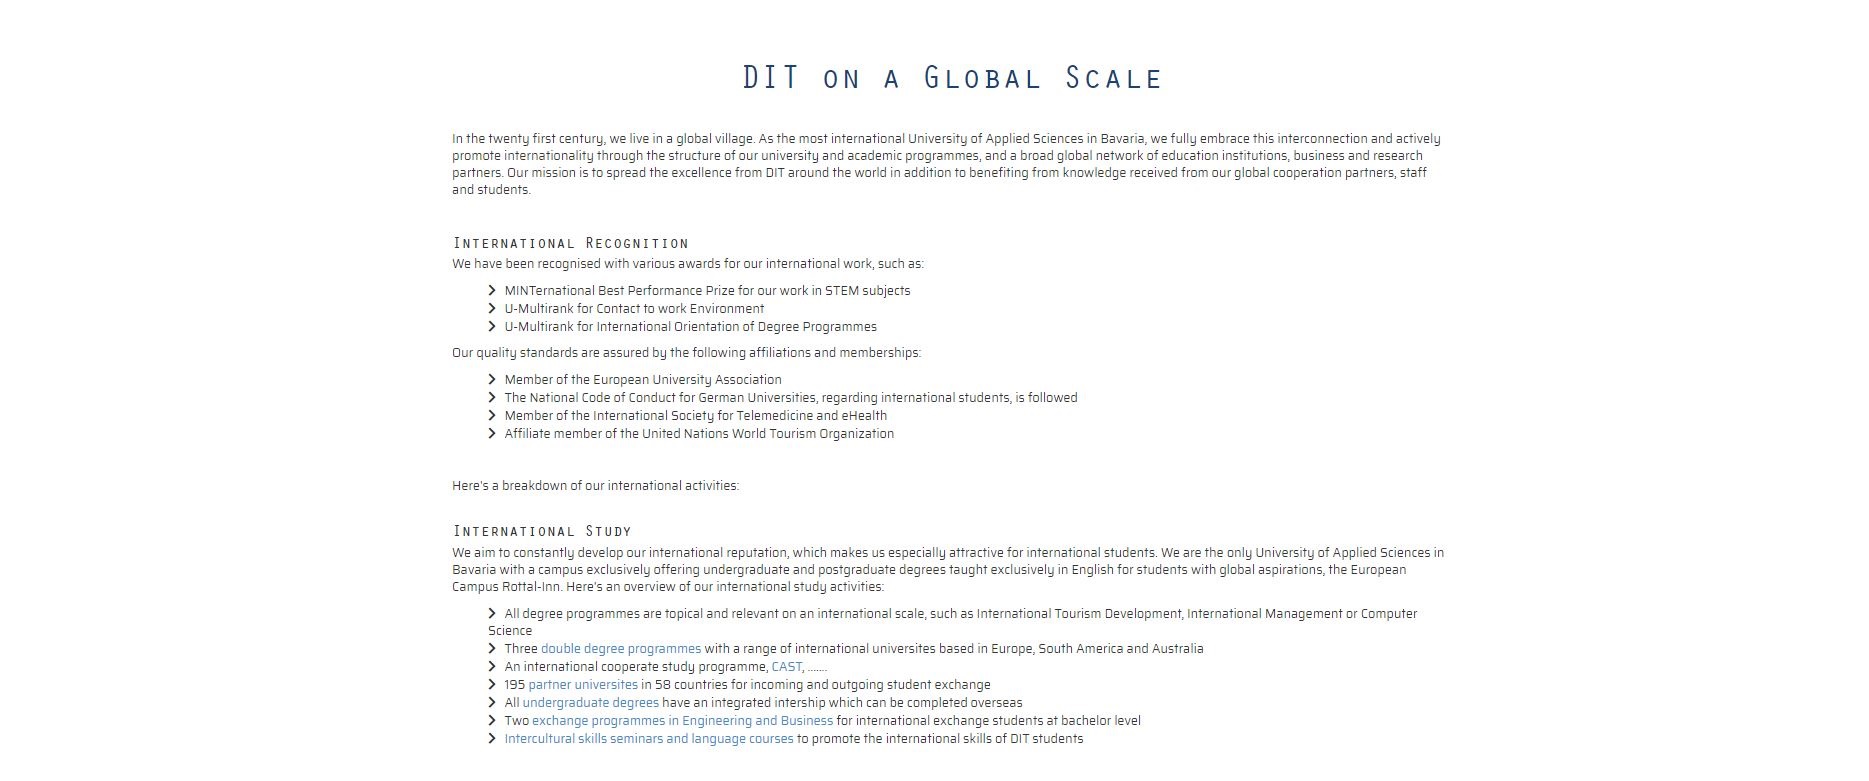 DIT on a Global Scale
In the twenty first century, we live in a global village. As the most international University of Applied Sciences in Bavaria, we fully embrace this interconnection and actively
promote internationality through the structure of our university and academic programmes, and a broad global network of education institutions, business and research
partners. Our mission is to spread the excellence from DIT around the world in addition to benefiting from knowledge received from our global cooperation partners, staff
and students.
International Recognition
We have been recognised with various awards for our international work, such as:
MINTernational Best Performance Prize for our work in STEM subjects
U-Multirank for Contact to work Environment
U-Multirank for International Orientation of Degree Programmes
Our quality standards are assured by the following affiliations and memberships:
Member of the European University Association
The National Code of Conduct for German Universities, regarding international students, is followed
Member of the International Society for Telemedicine and eHealth
Affiliate member of the United Nations World Tourism Organization
Here's a breakdown of our international activities:
International Study
We aim to constantly develop our international reputation, which makes us especially attractive for international students. We are the only University of Applied Sciences in
Bavaria with a campus exclusively offering undergraduate and postgraduate degrees taught exclusively in English for students with global aspirations, the European
Campus Rottal-Inn. Here's an overview of our international study activities:
All degree programmes are topical and relevant on an international scale, such as International Tourism Development, International Management or Computer
Science
Three double degree programmes with a range of international universites based in Europe, South America and Australia
An international cooperate study programme, CAST, .......
195 partner universites in 58 countries for incoming and outgoing student exchange
All undergraduate degrees have an integrated intership which can be completed overseas
Two exchange programmes in Engineering and Business for international exchange students at bachelor level
Intercultural skills seminars and language courses to promote the international skills of DIT students